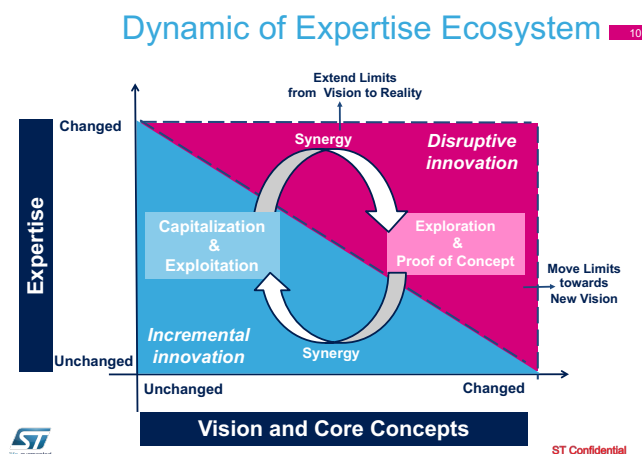 Dynamic of Expertise Ecosystem
10
Extend Limits
from Vision to Reality
Changed
Synergy
Disruptive
innovation
Expertise
Capitalization
&
Exploitation
Exploration
&
Proof of Concept
Move Limits
towards
New Vision
Incremental
innovation
Synergy
Unchanged
Unchanged
Changed
Vision and Core Concepts
ST
ST Confidential